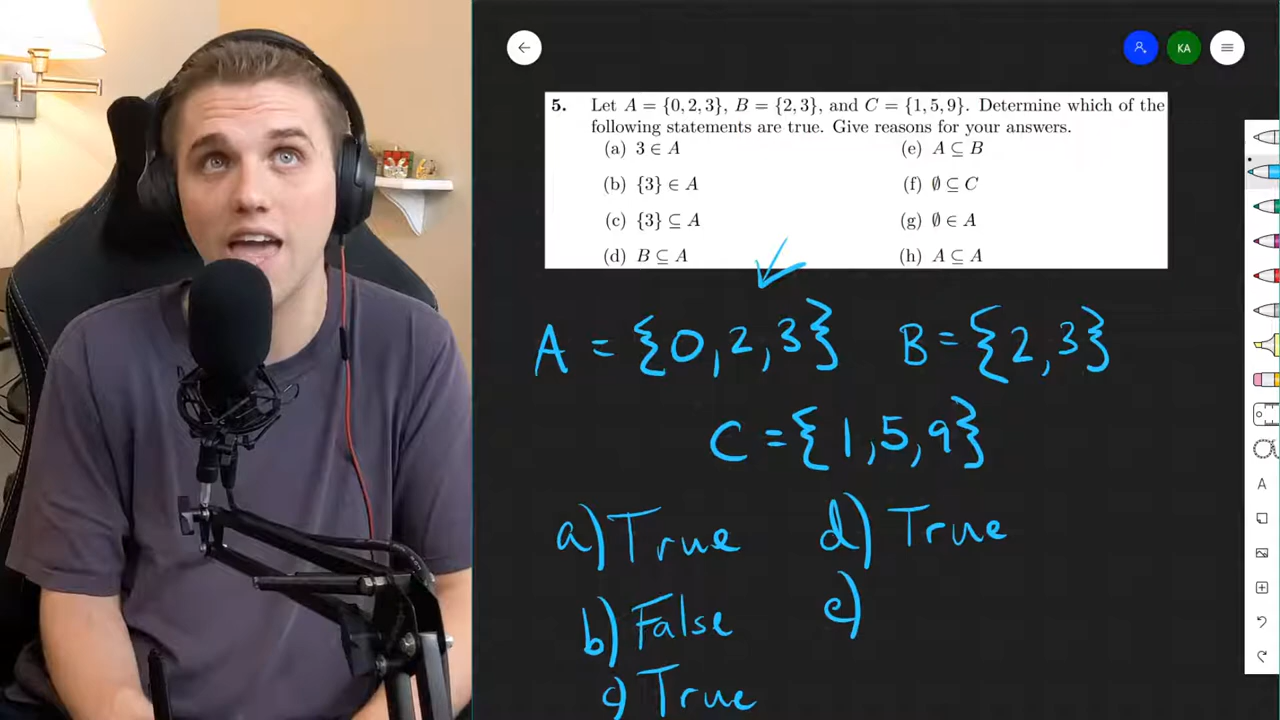 KA
5. Let A = {0, 2, 3}, B = {2, 3}, and C = {1, 5, 9}. Determine which of the
following statements are true. Give reasons for your answers.
(a) 3 ∈ A
(b) {3} ∈ A
(c) {3} ⊆ A
(d) B ⊆ A
(e) A ⊆ B
(f) ∅ ⊆ C
(g) ∅ ∈ A
(h) A ⊆ A
A = {0, 2, 3} B = {2, 3}
C = {1, 5, 9}
a) True
b) False
c) True
d) True
e)
A